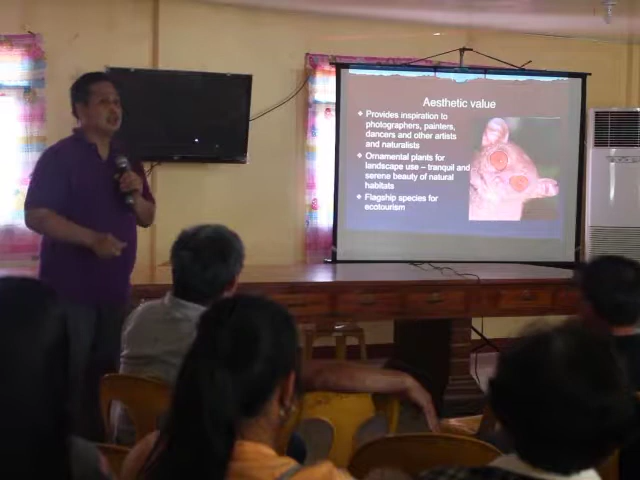 Aesthetic value
❖ Provides inspiration to
photographers, painters,
dancers and other artists
and naturalists
❖ Ornamental plants for
landscape use – tranquil and
serene beauty of natural
habitats
❖ Flagship species for
ecotourism